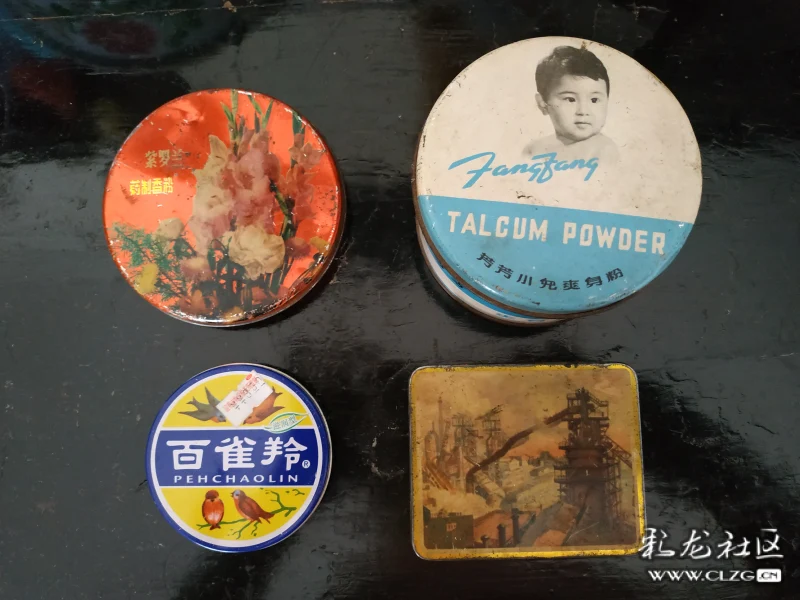 紫罗兰
药制香粉
FangFang
TALCUM POWDER
芳芳小儿爽身粉
百雀羚®
PEHCHAOLIN
彩龙社区
WWW.CLZG.CN